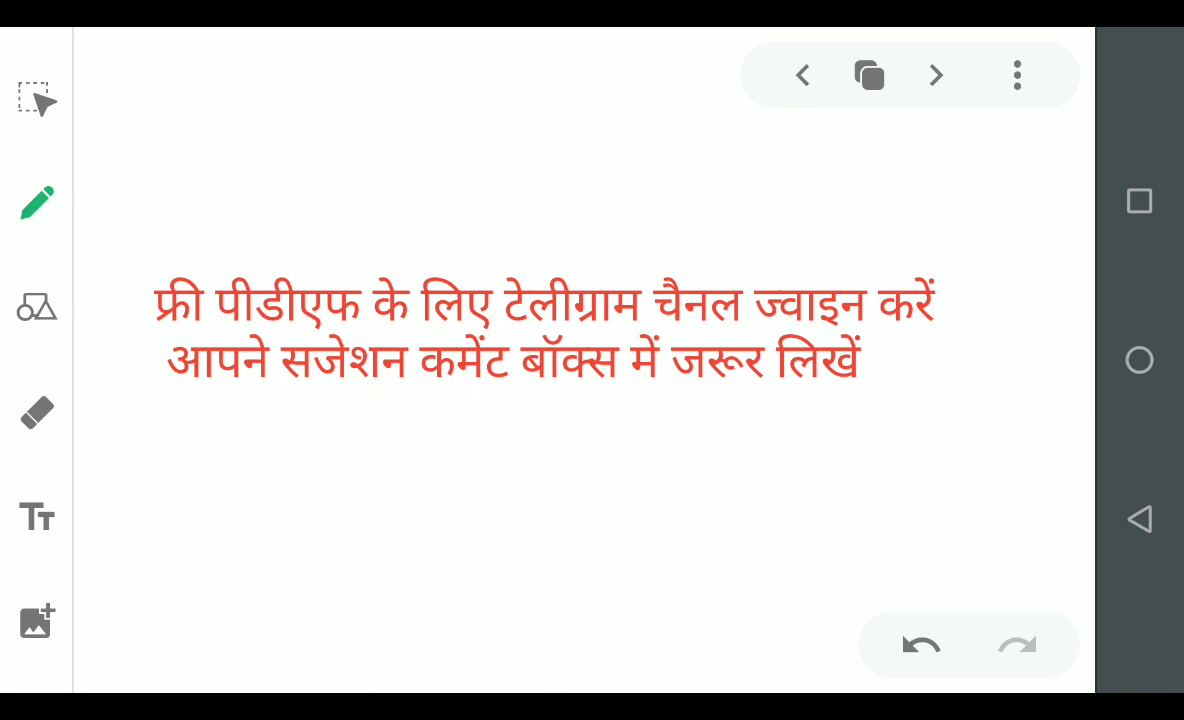 फ्री पीडीएफ के लिए टेलीग्राम चैनल ज्वाइन करें
आपने सजेशन कमेंट बॉक्स में जरूर लिखें